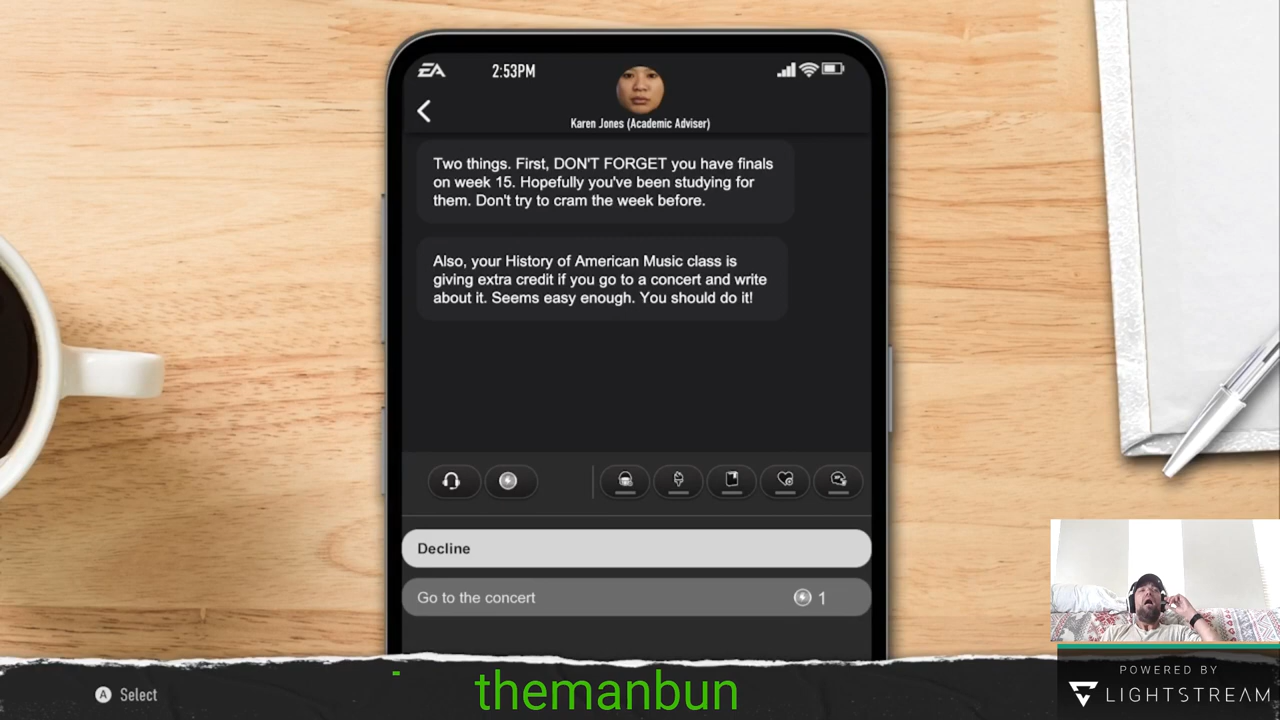 EA
2:53PM
Karen Jones (Academic Adviser)
Two things. First, DON'T FORGET you have finals
on week 15. Hopefully you've been studying for
them. Don't try to cram the week before.
Also, your History of American Music class is
giving extra credit if you go to a concert and write
about it. Seems easy enough. You should do it!
Decline
Go to the concert 1
A Select
themanbun
POWERED BY
LIGHTSTREAM